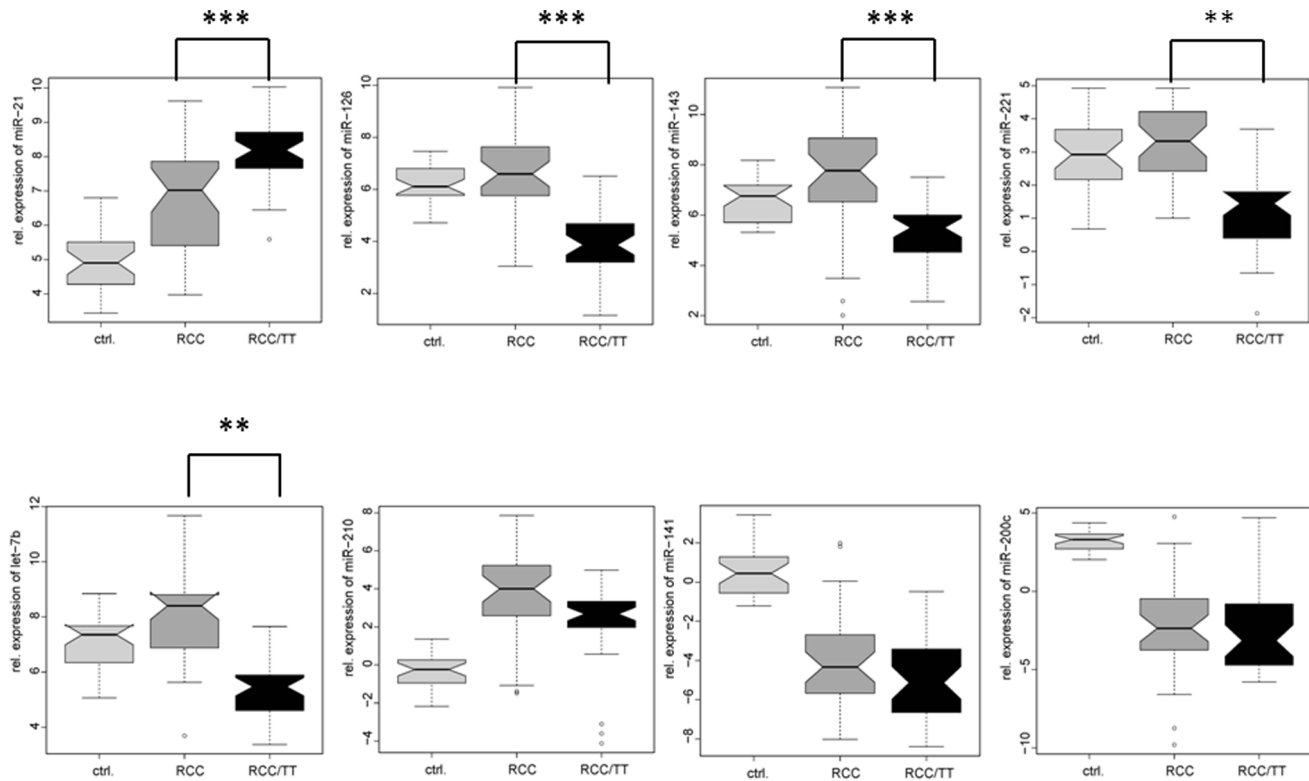 *** *** *** **
rel. expression of miR-21
10
9
8
7
6
5
4
ctrl. RCC RCC/TT
rel. expression of miR-126
10
8
6
4
2
ctrl. RCC RCC/TT
rel. expression of miR-143
10
8
6
4
2
ctrl. RCC RCC/TT
rel. expression of miR-221
5
4
3
2
1
0
-1
-2
ctrl. RCC RCC/TT
**
rel. expression of let-7b
12
10
8
6
4
ctrl. RCC RCC/TT
rel. expression of miR-210
8
6
4
2
0
-2
-4
ctrl. RCC RCC/TT
rel. expression of miR-141
2
0
-2
-4
-6
-8
ctrl. RCC RCC/TT
rel. expression of miR-200c
5
0
-5
-10
ctrl. RCC RCC/TT